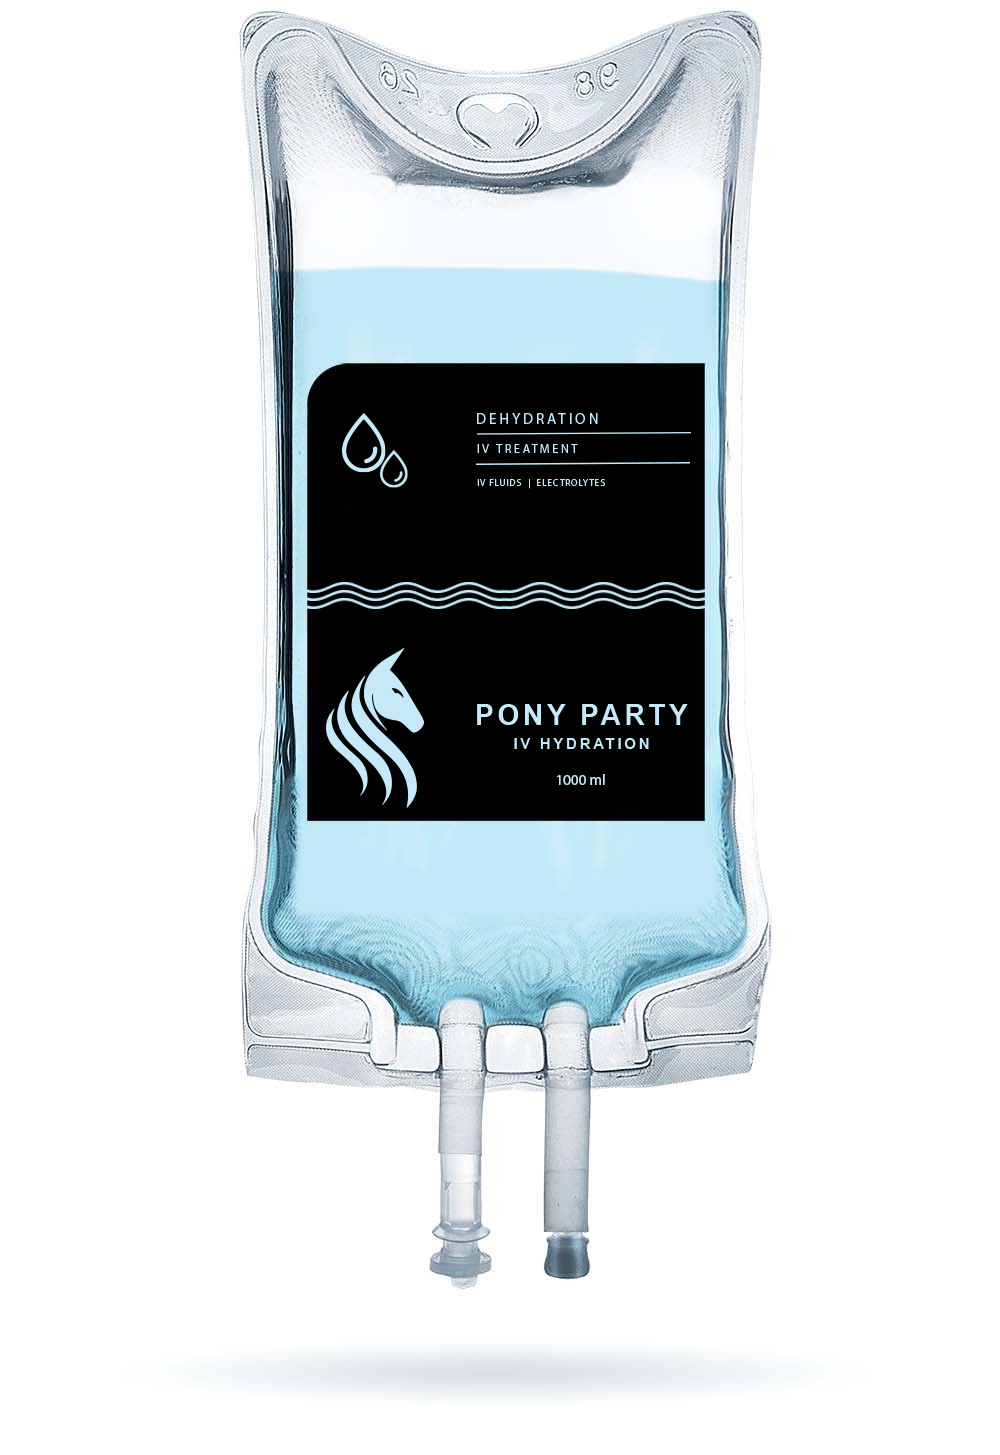 DEHYDRATION
IV TREATMENT
IV FLUIDS | ELECTROLYTES
PONY PARTY
IV HYDRATION
1000 ml